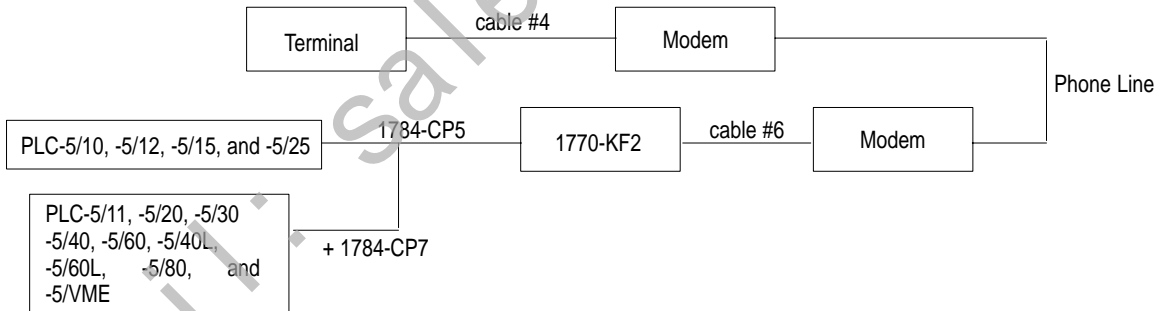 cable #4
Terminal
Modem
Phone Line
1784-CP5
cable #6
PLC-5/10, -5/12, -5/15, and -5/25
1770-KF2
Modem
PLC-5/11, -5/20, -5/30
-5/40, -5/60, -5/40L,
-5/60L, -5/80, and
-5/VME
+ 1784-CP7
il: sale